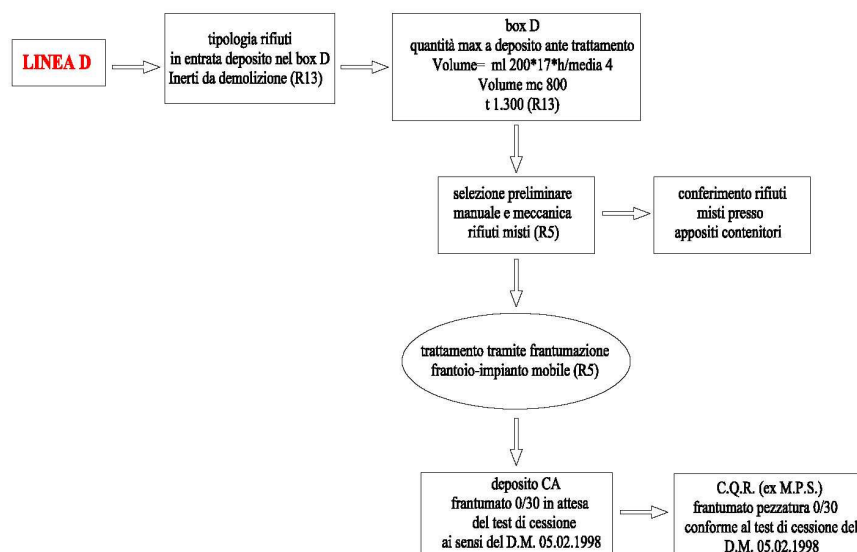 LINEA D
tipologia rifiuti
in entrata deposito nel box D
Inerti da demolizione (R13)
box D
quantità max a deposito ante trattamento
Volume= ml 200*17*h/media 4
Volume mc 800
t 1.300 (R13)
selezione preliminare
manuale e meccanica
rifiuti misti (R5)
conferimento rifiuti
misti presso
appositi contenitori
trattamento tramite frantumazione
frantoio-impianto mobile (R5)
deposito CA
frantumato 0/30 in attesa
del test di cessione
ai sensi del D.M. 05.02.1998
C.Q.R. (ex M.P.S.)
frantumato pezzatura 0/30
conforme al test di cessione del
D.M. 05.02.1998